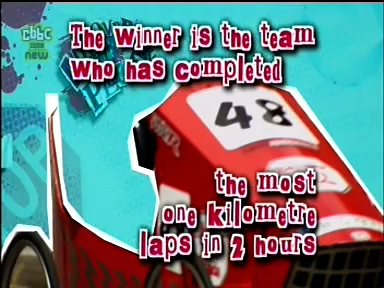 cbbc
new
The winner is the team
who has completed
48
the most
one kilometre
laps in 2 hours